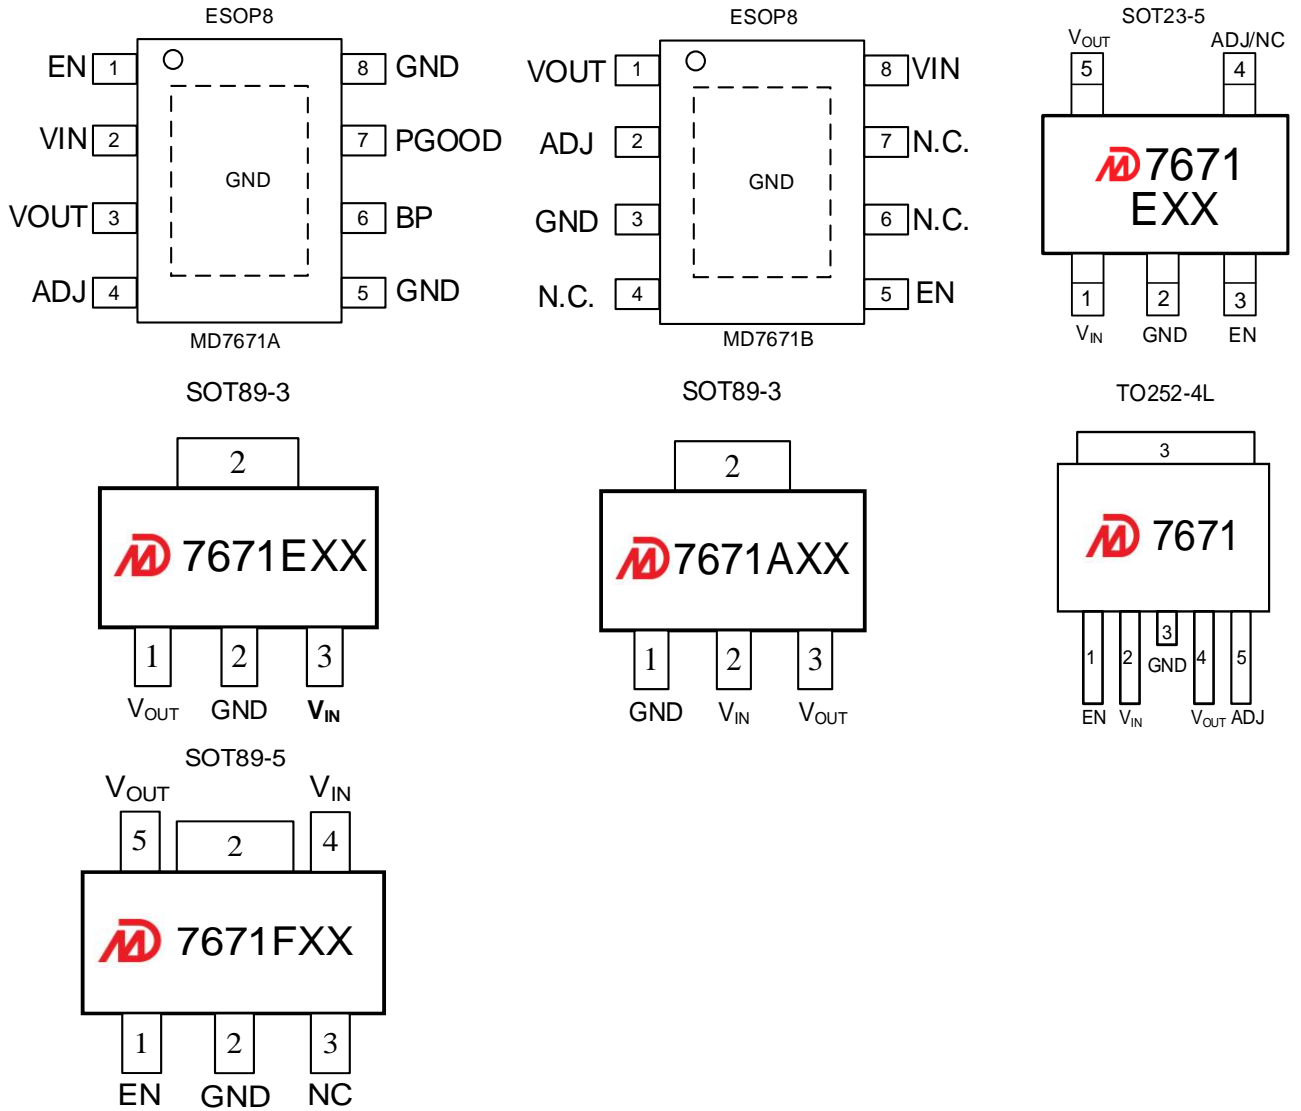 ESOP8
EN 1
8 GND
VIN 2
7 PGOOD
GND
VOUT 3
6 BP
ADJ 4
5 GND
MD7671A
ESOP8
VOUT 1
8 VIN
ADJ 2
7 N.C.
GND
GND 3
6 N.C.
N.C. 4
5 EN
MD7671B
SOT23-5
VOUT ADJ/NC
5 4
MD 7671
EXX
1 2 3
VIN GND EN
SOT89-3
2
MD 7671EXX
1 2 3
VOUT GND VIN
SOT89-3
2
MD 7671AXX
1 2 3
GND VIN VOUT
TO252-4L
3
MD 7671
1 2 3 4 5
GND
EN VIN VOUT ADJ
SOT89-5
VOUT VIN
5 2 4
MD 7671FXX
1 2 3
EN GND NC